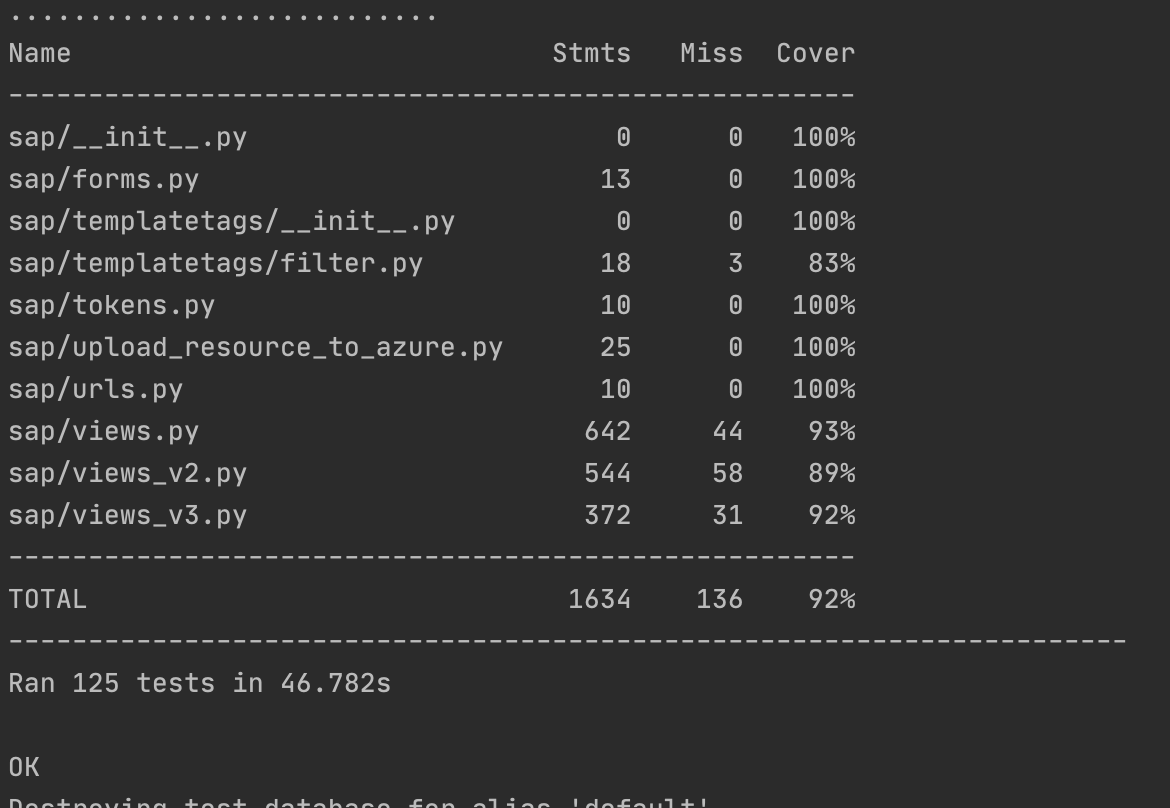 ...........................
Name                              Stmts   Miss  Cover
-----------------------------------------------------
sap/__init__.py                       0      0   100%
sap/forms.py                         13      0   100%
sap/templatetags/__init__.py          0      0   100%
sap/templatetags/filter.py           18      3    83%
sap/tokens.py                        10      0   100%
sap/upload_resource_to_azure.py      25      0   100%
sap/urls.py                          10      0   100%
sap/views.py                        642     44    93%
sap/views_v2.py                     544     58    89%
sap/views_v3.py                     372     31    92%
-----------------------------------------------------
TOTAL                              1634    136    92%
----------------------------------------------------------------------
Ran 125 tests in 46.782s
OK
Destroying test database for alias 'default'